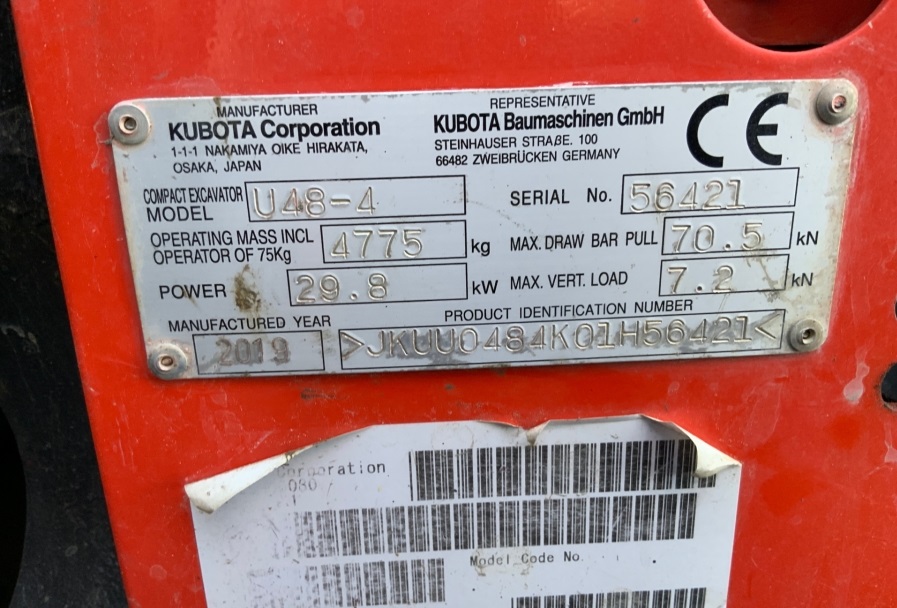 MANUFACTURER
KUBOTA Corporation
1-1-1 NAKAMIYA OIKE HIRAKATA,
OSAKA, JAPAN
REPRESENTATIVE
KUBOTA Baumaschinen GmbH
STEINHAUSER STRAßE. 100
66482 ZWEIBRÜCKEN GERMANY
CE
COMPACT EXCAVATOR
MODEL U48-4
SERIAL No. 56421
OPERATING MASS INCL
OPERATOR OF 75Kg 4775 kg
MAX. DRAW BAR PULL 70.5 kN
POWER 29.8 kW
MAX. VERT. LOAD 7.2 kN
MANUFACTURED YEAR
2019
PRODUCT IDENTIFICATION NUMBER
>JKUU0484K01H56421<
Corporation
Model Code No.